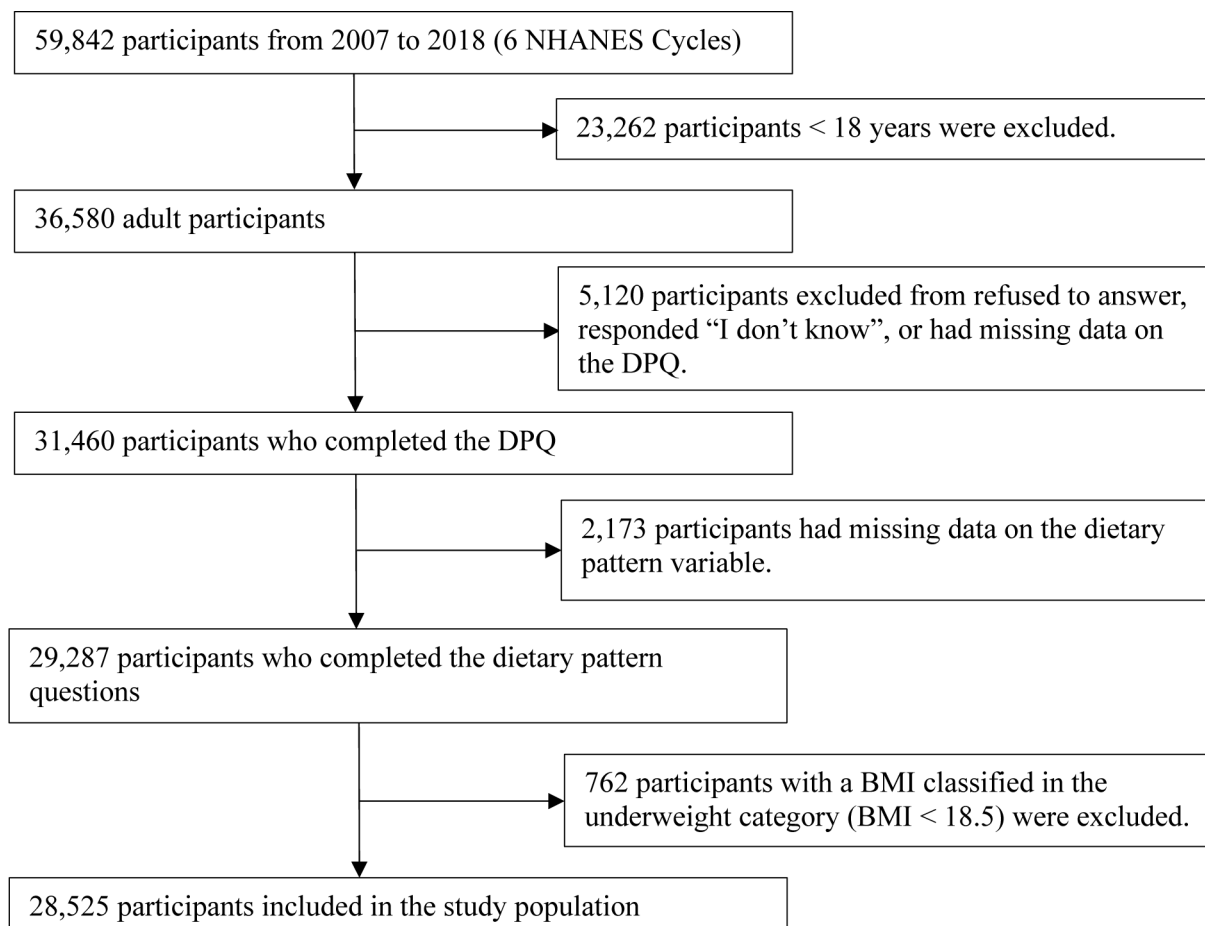 59,842 participants from 2007 to 2018 (6 NHANES Cycles)
23,262 participants < 18 years were excluded.
36,580 adult participants
5,120 participants excluded from refused to answer,
responded “I don’t know”, or had missing data on
the DPQ.
31,460 participants who completed the DPQ
2,173 participants had missing data on the dietary
pattern variable.
29,287 participants who completed the dietary pattern
questions
762 participants with a BMI classified in the
underweight category (BMI < 18.5) were excluded.
28,525 participants included in the study population